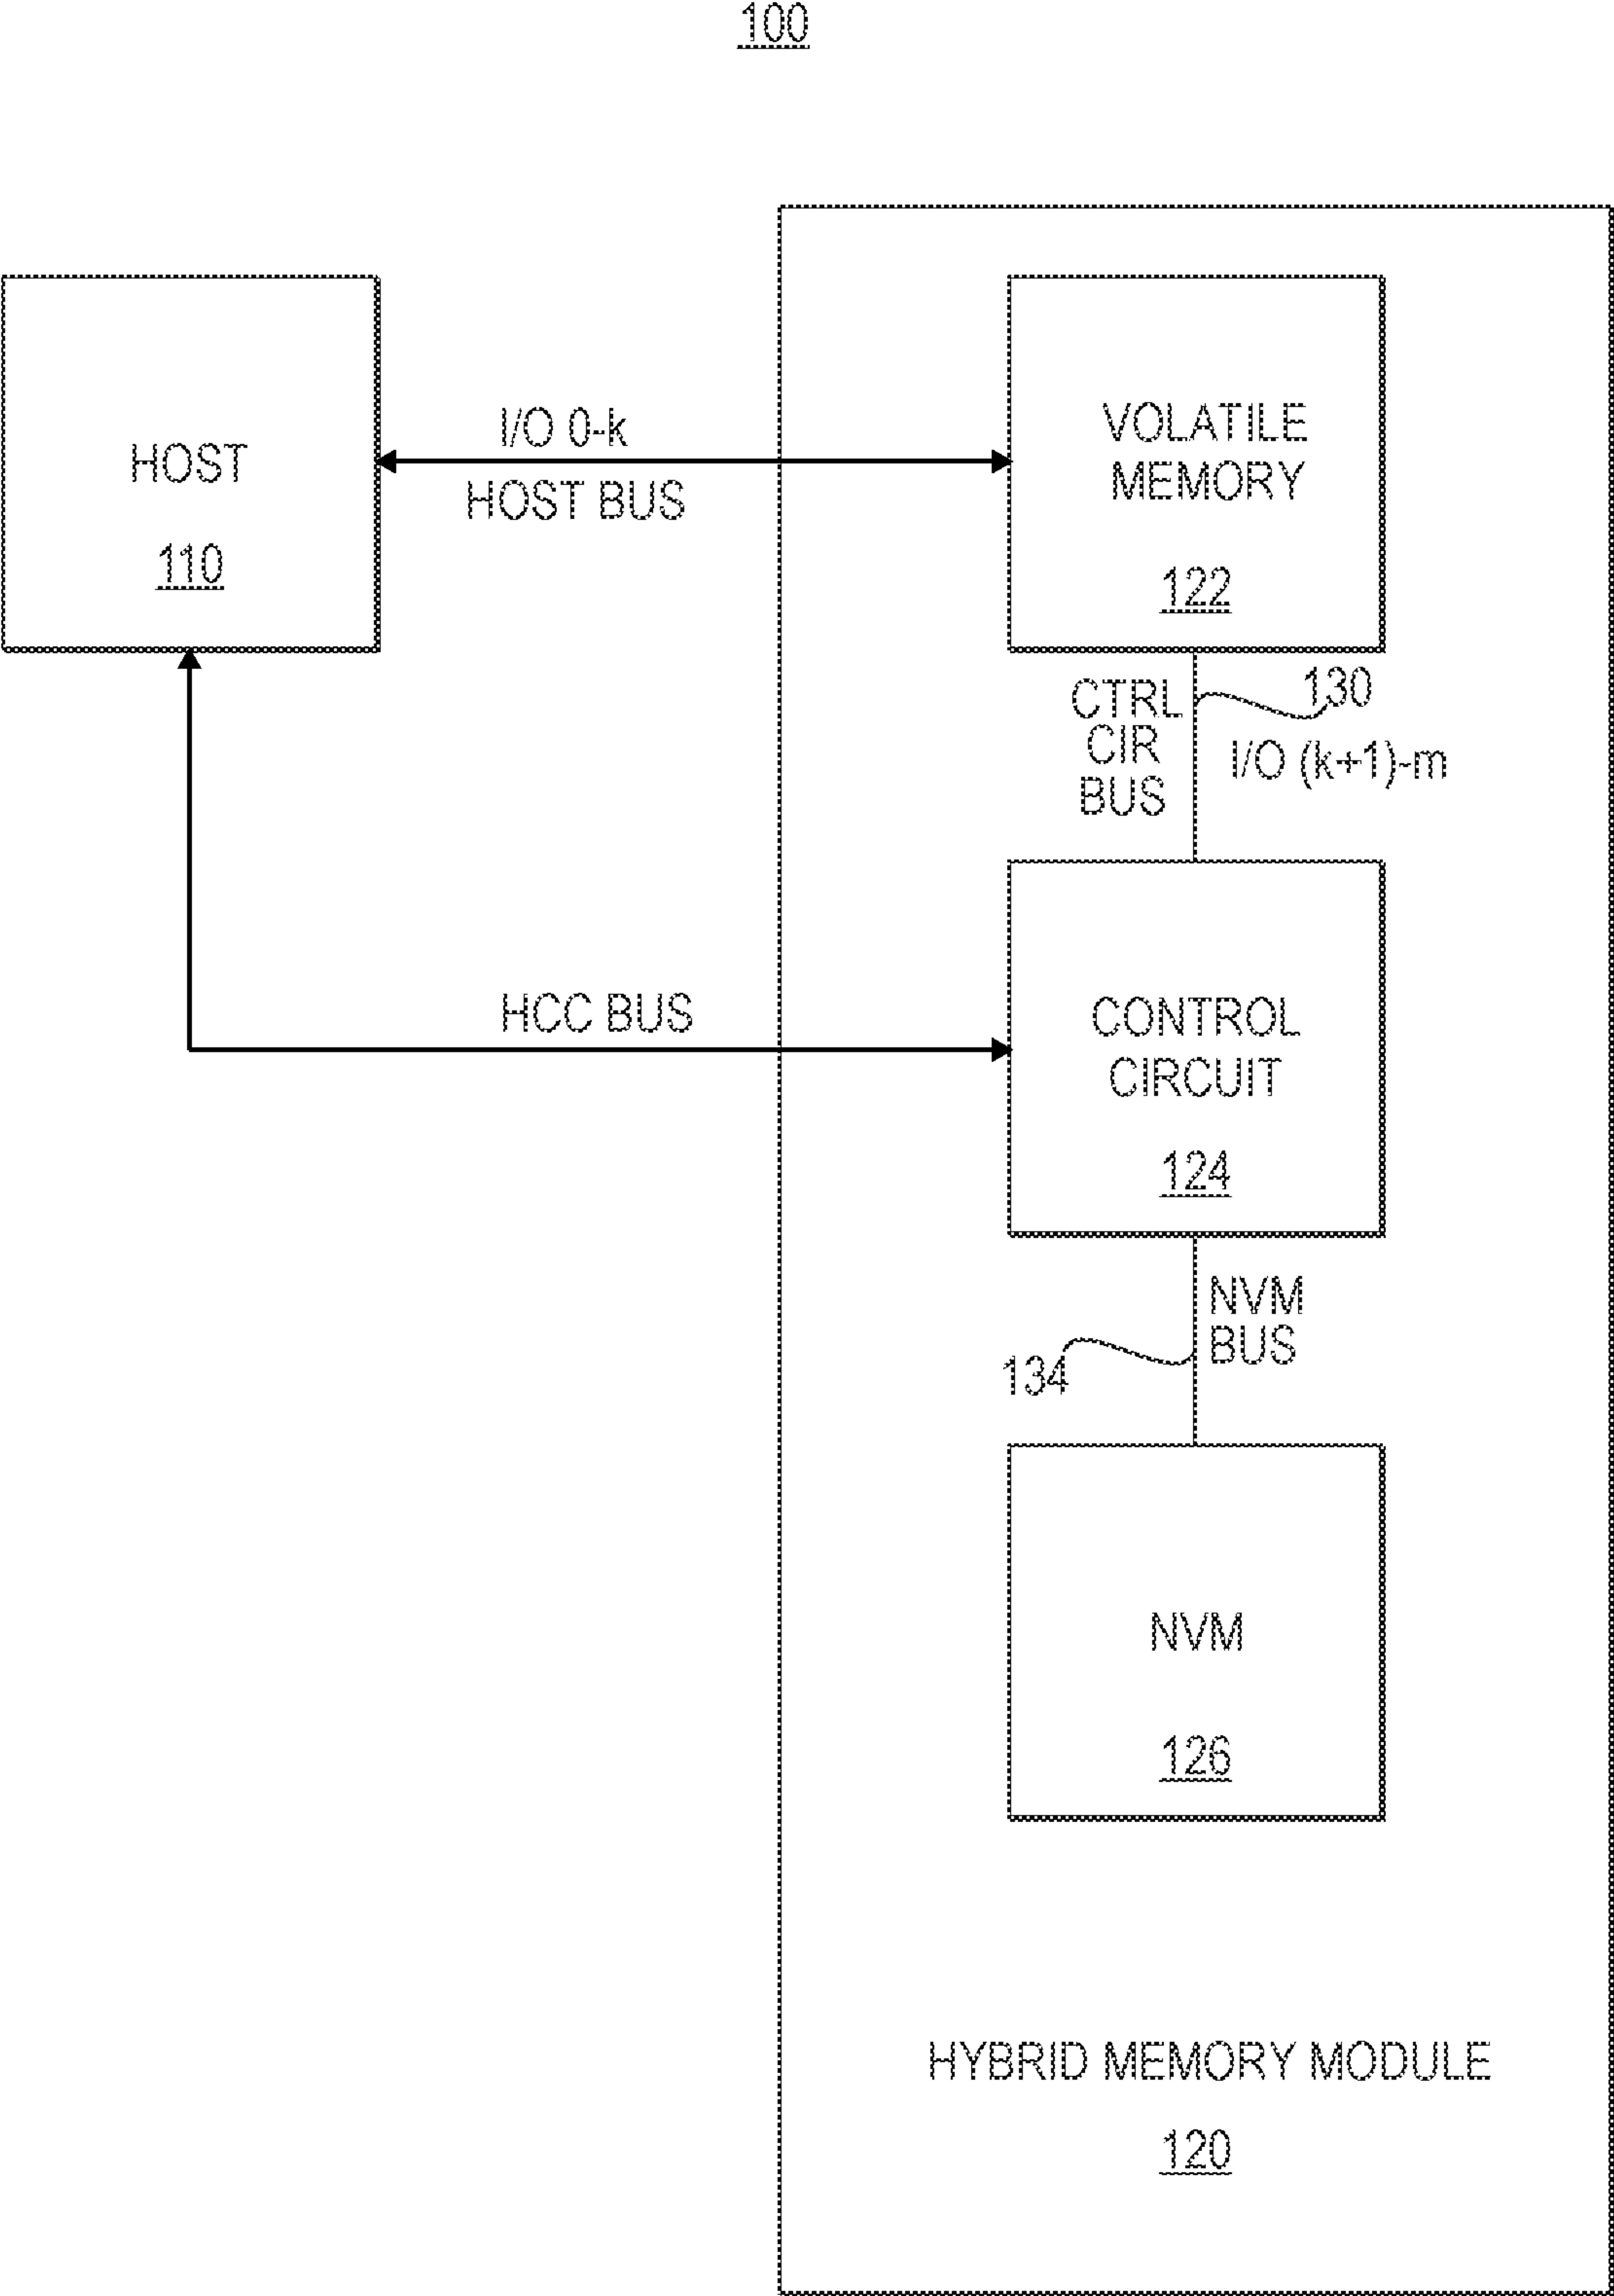 100
HOST
110
I/O 0-k
HOST BUS
VOLATILE
MEMORY
122
CTRL
CIR
BUS
130
I/O (k+1)-m
HCC BUS
CONTROL
CIRCUIT
124
NVM
BUS
134
NVM
126
HYBRID MEMORY MODULE
120